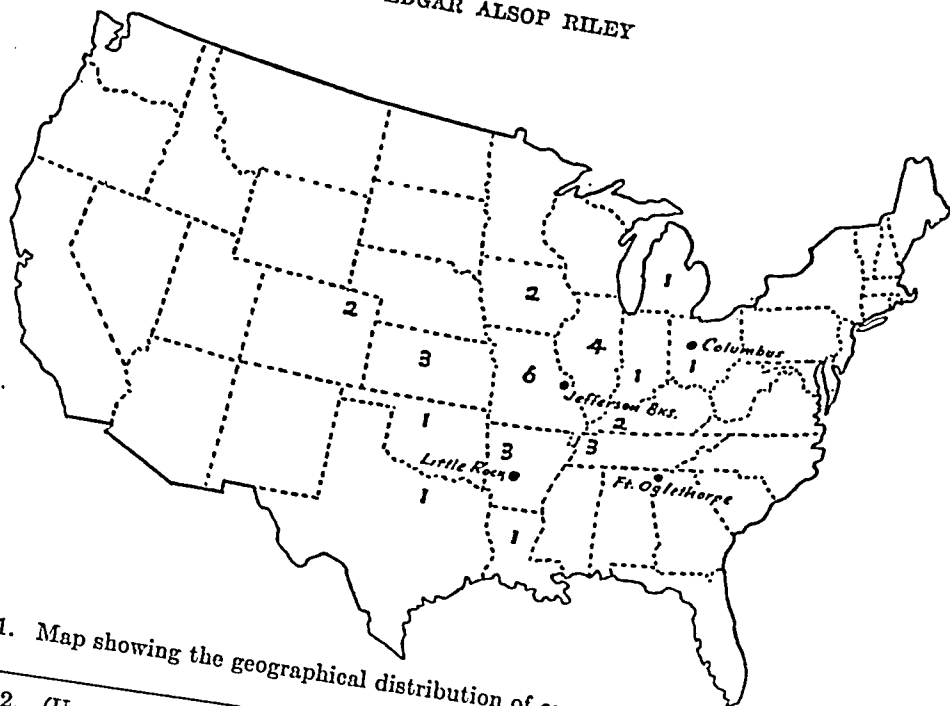 EDGAR ALSOP RILEY
1
2
2
4
Columbus
3
6
1
1
Jefferson Bks.
1
2
3
3
Little Rock
1
Ft. Oglethorpe
1
1. Map showing the geographical distribution of
2.